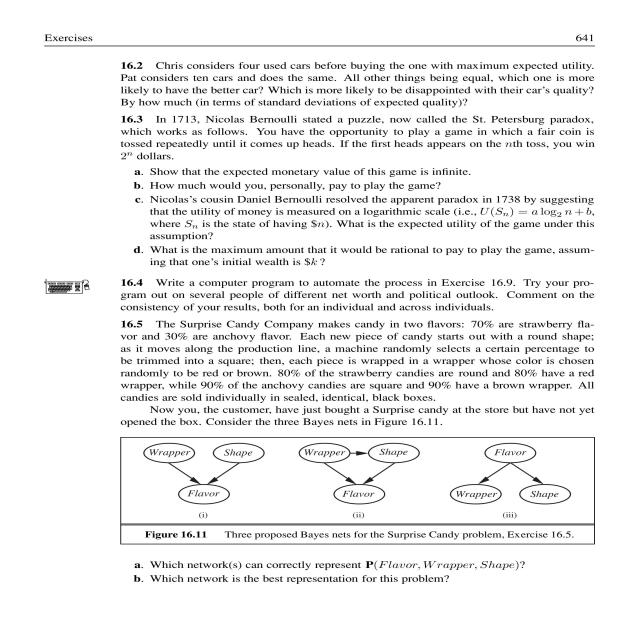 Exercises 641
16.2 Chris considers four used cars before buying the one with maximum expected utility.
Pat considers ten cars and does the same. All other things being equal, which one is more
likely to have the better car? Which is more likely to be disappointed with their car's quality?
By how much (in terms of standard deviations of expected quality)?
16.3 In 1713, Nicolas Bernoulli stated a puzzle, now called the St. Petersburg paradox,
which works as follows. You have the opportunity to play a game in which a fair coin is
tossed repeatedly until it comes up heads. If the first heads appears on the nth toss, you win
2ⁿ dollars.
a. Show that the expected monetary value of this game is infinite.
b. How much would you, personally, pay to play the game?
c. Nicolas's cousin Daniel Bernoulli resolved the apparent paradox in 1738 by suggesting
that the utility of money is measured on a logarithmic scale (i.e., U(Sₙ) = a log₂ n + b,
where Sₙ is the state of having $n). What is the expected utility of the game under this
assumption?
d. What is the maximum amount that it would be rational to pay to play the game, assum-
ing that one's initial wealth is $k ?
16.4 Write a computer program to automate the process in Exercise 16.9. Try your pro-
gram out on several people of different net worth and political outlook. Comment on the
consistency of your results, both for an individual and across individuals.
16.5 The Surprise Candy Company makes candy in two flavors: 70% are strawberry fla-
vor and 30% are anchovy flavor. Each new piece of candy starts out with a round shape;
as it moves along the production line, a machine randomly selects a certain percentage to
be trimmed into a square; then, each piece is wrapped in a wrapper whose color is chosen
randomly to be red or brown. 80% of the strawberry candies are round and 80% have a red
wrapper, while 90% of the anchovy candies are square and 90% have a brown wrapper. All
candies are sold individually in sealed, identical, black boxes.
Now you, the customer, have just bought a Surprise candy at the store but have not yet
opened the box. Consider the three Bayes nets in Figure 16.11.
Wrapper Shape Wrapper Shape Flavor
Flavor Flavor Wrapper Shape
(i) (ii) (iii)
Figure 16.11 Three proposed Bayes nets for the Surprise Candy problem, Exercise 16.5.
a. Which network(s) can correctly represent P(Flavor, Wrapper, Shape)?
b. Which network is the best representation for this problem?